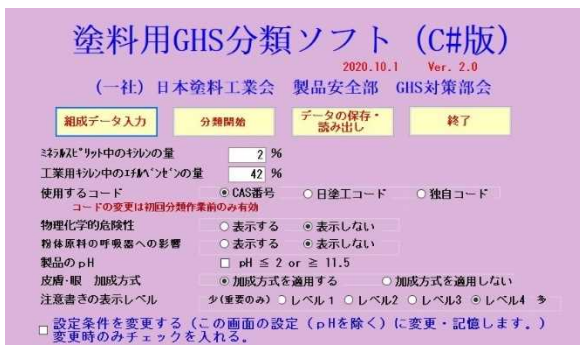 塗料用GHS分類ソフト (C#版)
2020.10.1 Ver. 2.0
(一社) 日本塗料工業会 製品安全部 GHS対策部会
組成データ入力 分類開始 データの保存・読み出し 終了
ミネラルスピリット中のキシレンの量 2 %
工業用キシレン中のエチルベンゼンの量 42 %
使用するコード CAS番号 日塗工コード 独自コード
コードの変更は初回分類作業前のみ有効
物理化学的危険性 表示する 表示しない
粉体原料の呼吸器への影響 表示する 表示しない
製品のpH pH ≦ 2 or ≧ 11.5
皮膚・眼 加成方式 加成方式を適用する 加成方式を適用しない
注意書きの表示レベル 少(重要のみ) レベル1 レベル2 レベル3 レベル4 多
設定条件を変更する (この画面の設定 (pHを除く) に変更・記憶します。)
変更時のみチェックを入れる。